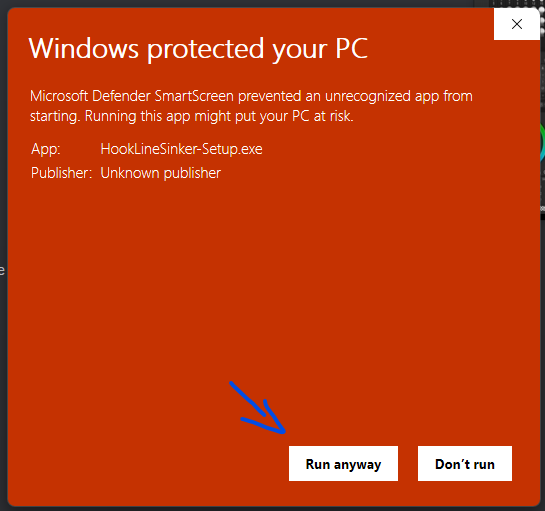 Windows protected your PC
Microsoft Defender SmartScreen prevented an unrecognized app from
starting. Running this app might put your PC at risk.
App: HookLineSinker-Setup.exe
Publisher: Unknown publisher
e
Run anyway Don't run